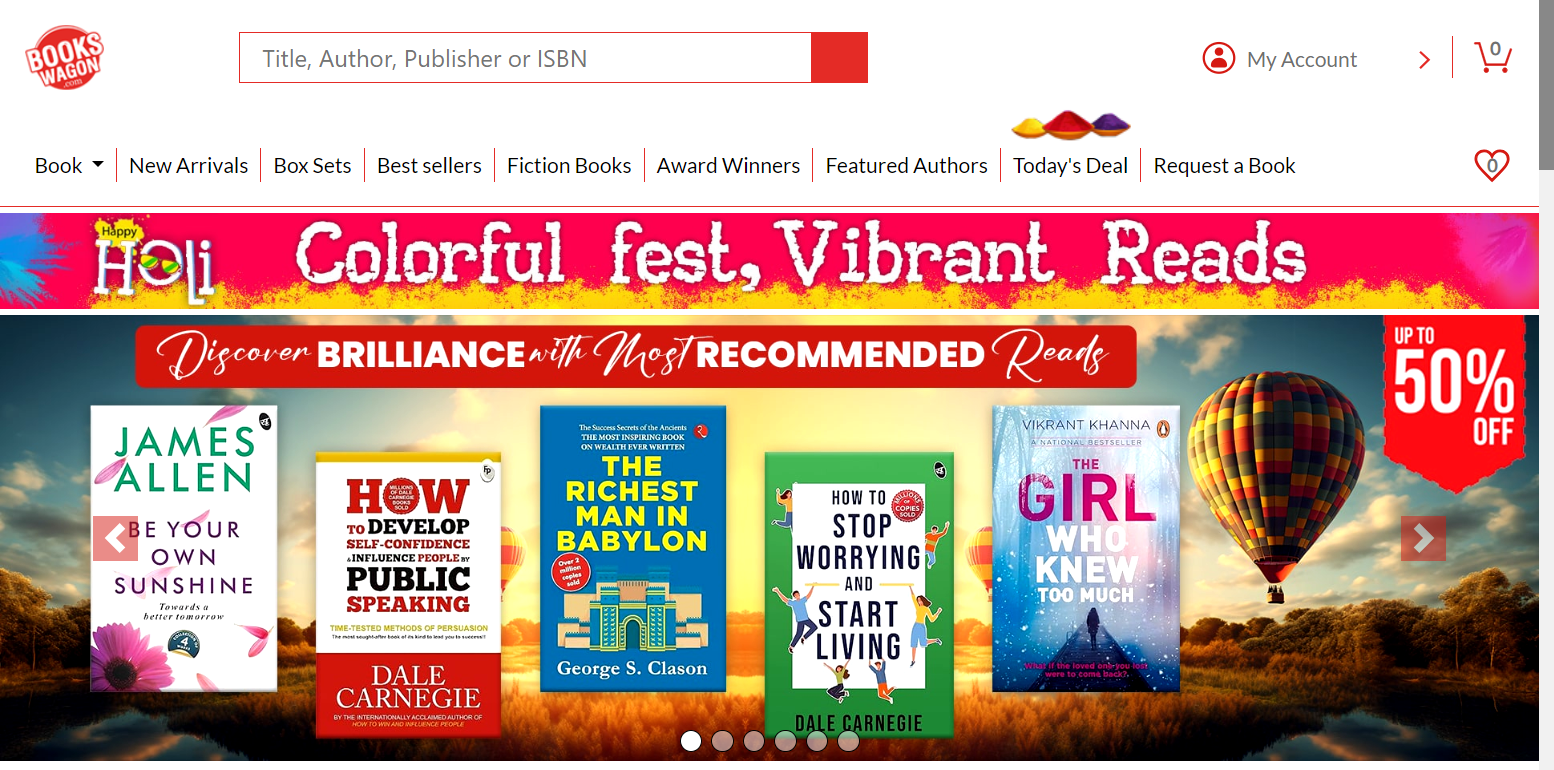 BOOKS
WAGON
.com
Title, Author, Publisher or ISBN
My Account
0
Book
New Arrivals
Box Sets
Best sellers
Fiction Books
Award Winners
Featured Authors
Today's Deal
Request a Book
0
Happy
Holi
Colorful fest, Vibrant Reads
Discover BRILLIANCE with Most RECOMMENDED Reads
UP TO
50%
OFF
JAMES
ALLEN
BE YOUR
OWN
SUNSHINE
Towards a
better tomorrow
4
FP
HOW
MILLIONS
OF DALE
CARNEGIE
BOOKS
SOLD
TO DEVELOP
SELF-CONFIDENCE
& INFLUENCE PEOPLE BY
PUBLIC
SPEAKING
TIME-TESTED METHODS OF PERSUASION
The most sought-after book of its kind to lead you to success!!
DALE
CARNEGIE
BY THE INTERNATIONALLY ACCLAIMED AUTHOR OF
HOW TO WIN AND INFLUENCE PEOPLE
The Success Secrets of the Ancients
THE MOST INSPIRING BOOK
ON WEALTH EVER WRITTEN
THE
RICHEST
MAN IN
BABYLON
Over 2
million
copies
sold
George S. Clason
HOW TO
STOP
WORRYING
AND
START
LIVING
MILLIONS
OF
COPIES
SOLD
DALE CARNEGIE
VIKRANT KHANNA
A NATIONAL BESTSELLER
THE
GIRL
WHO
KNEW
TOO MUCH
What if the loved one you lost
were to come back?